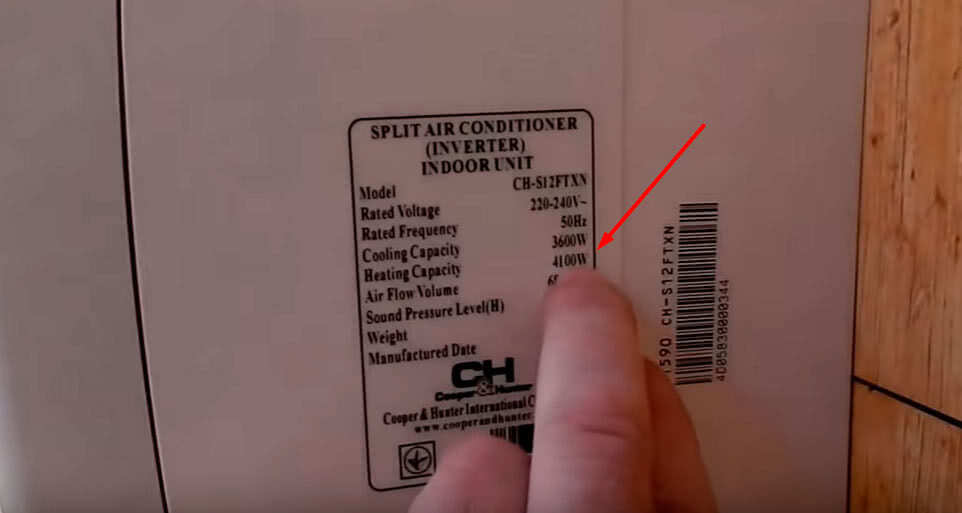 SPLIT AIR CONDITIONER
(INVERTER)
INDOOR UNIT
Model CH-S12FTXN
Rated Voltage 220-240V~
Rated Frequency 50Hz
Cooling Capacity 3600W
Heating Capacity 4100W
Air Flow Volume
Sound Pressure Level(H)
Weight
Manufactured Date
CH
Cooper & Hunter
Cooper & Hunter International
www.cooperandhunter.
590 CH-S12FTXN
4D05830000344